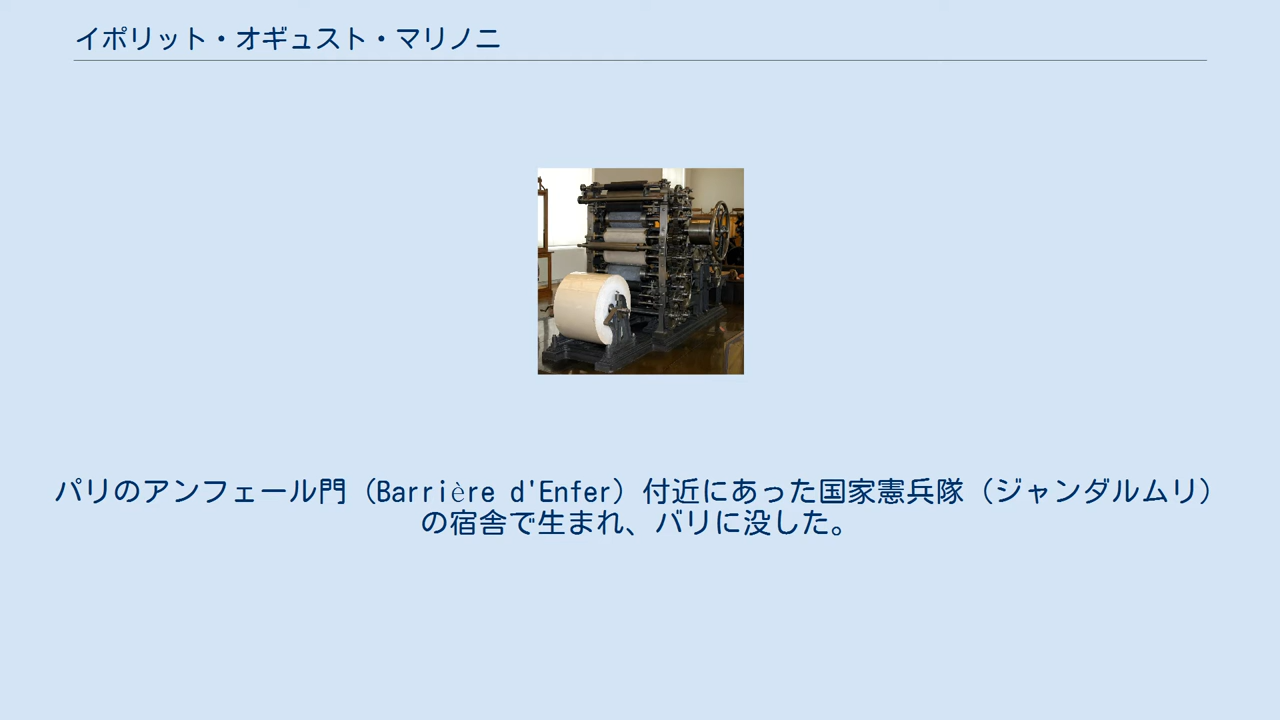 イポリット・オギュスト・マリノニ
パリのアンフェール門（Barrière d'Enfer）付近にあった国家憲兵隊（ジャンダルムリ）
の宿舎で生まれ、パリに没した。